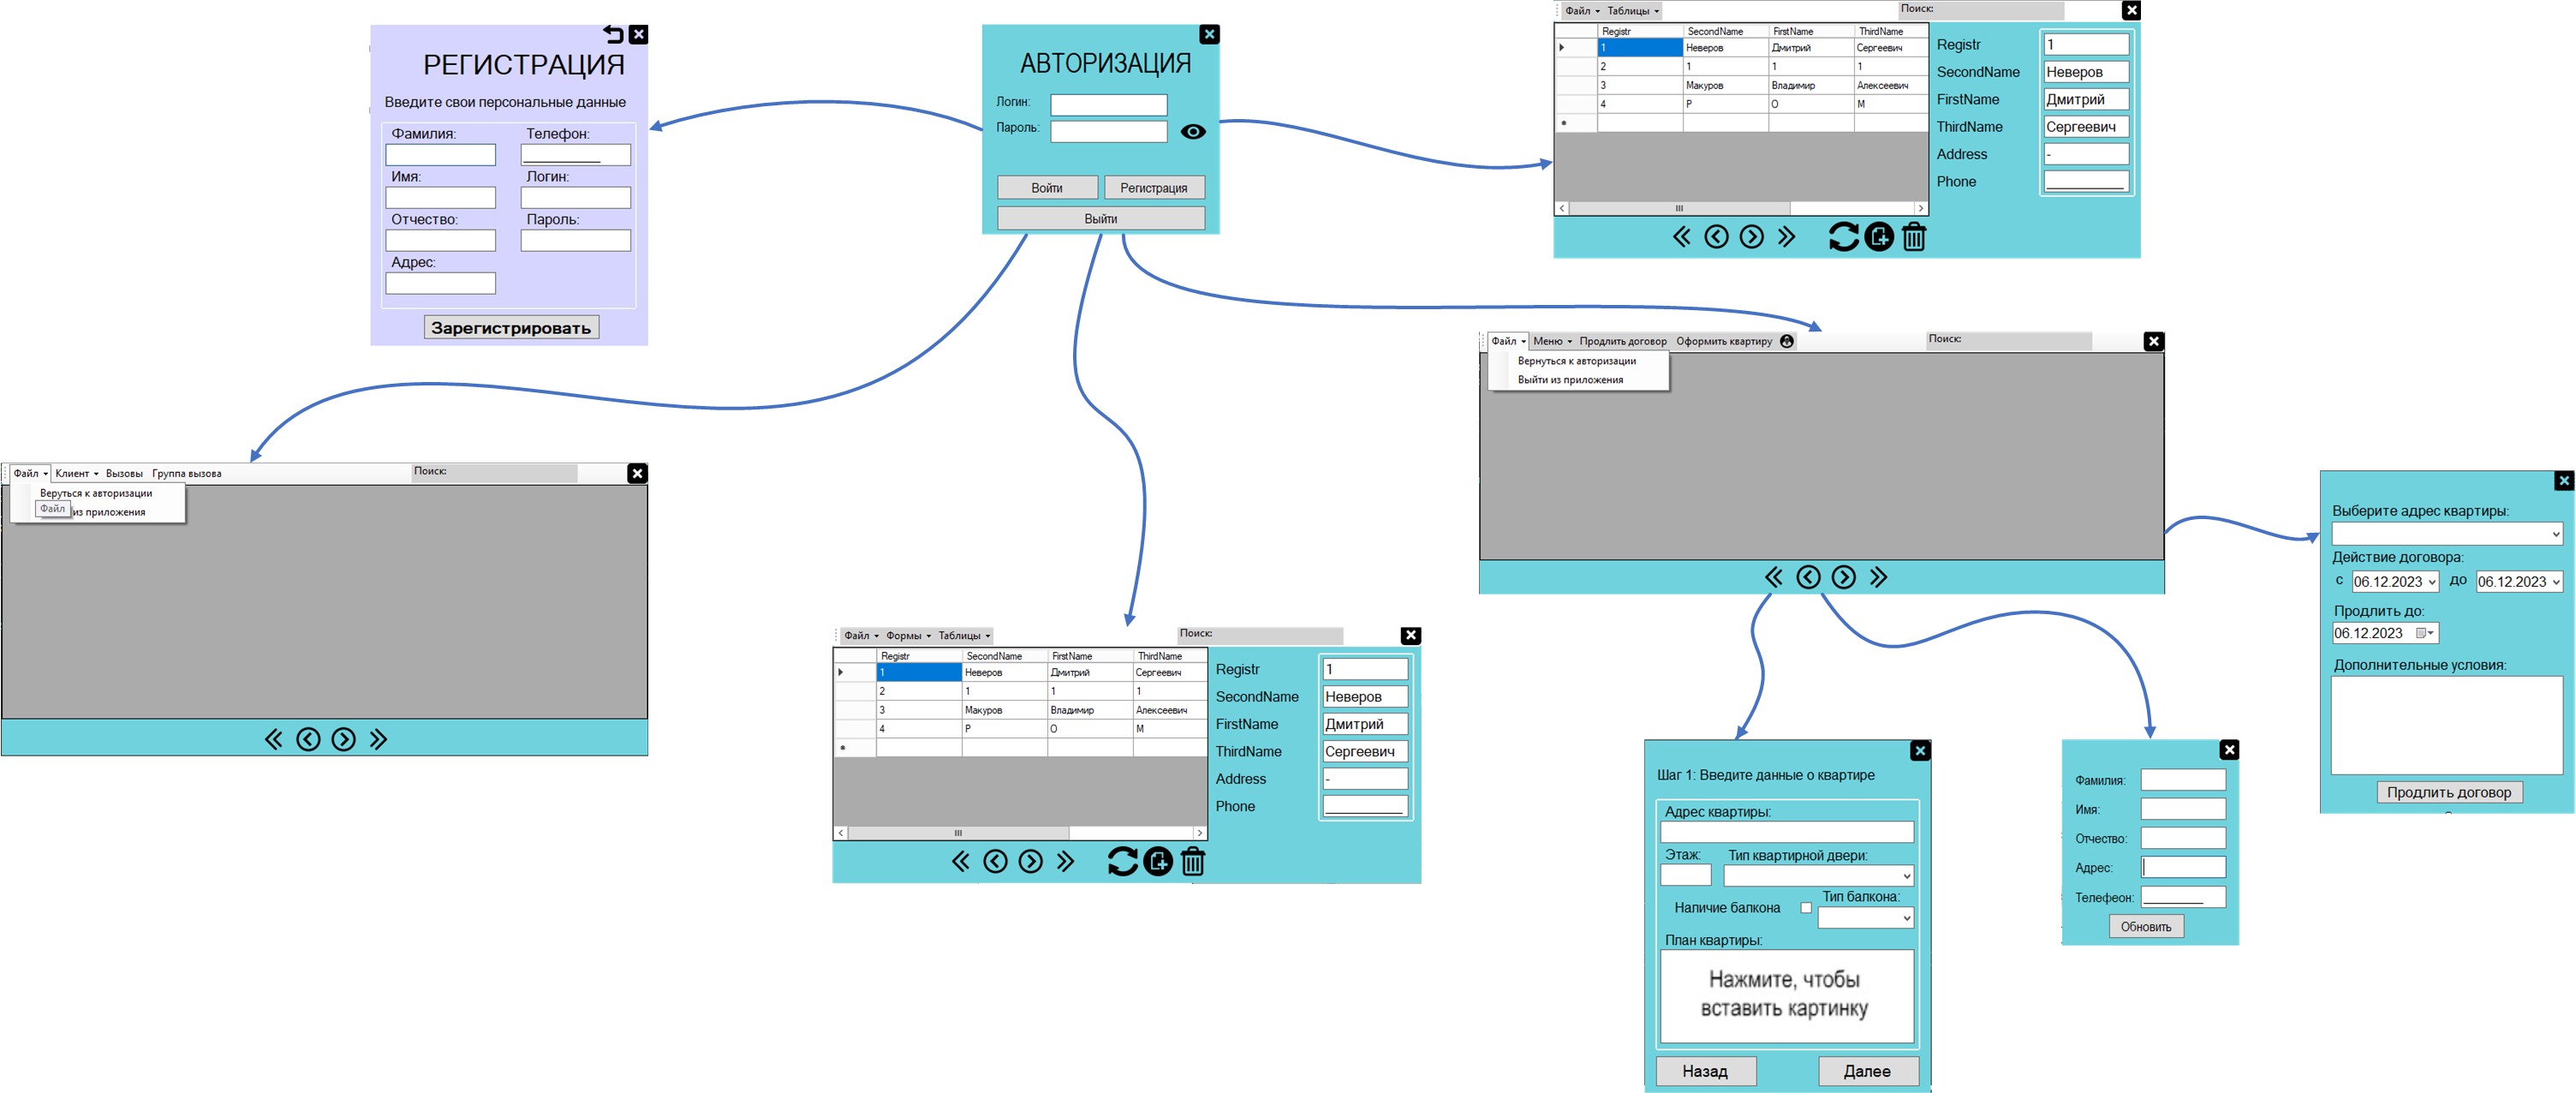 РЕГИСТРАЦИЯ
Введите свои персональные данные
Фамилия: Телефон:
Имя: Логин:
Отчество: Пароль:
Адрес:
Зарегистрировать
АВТОРИЗАЦИЯ
Логин:
Пароль:
Войти Регистрация
Выйти
Файл Таблицы Поиск:
Registr SecondName FirstName ThirdName
1 Неверов Дмитрий Сергеевич
2 1 1 1
3 Макуров Владимир Алексеевич
4 Р О М
Registr 1
SecondName Неверов
FirstName Дмитрий
ThirdName Сергеевич
Address -
Phone
Файл Клиент Вызовы Группа вызова Поиск:
Веруться к авторизации
Файл из приложения
Файл Формы Таблицы Поиск:
Registr SecondName FirstName ThirdName
1 Неверов Дмитрий Сергеевич
2 1 1 1
3 Макуров Владимир Алексеевич
4 Р О М
Registr 1
SecondName Неверов
FirstName Дмитрий
ThirdName Сергеевич
Address -
Phone
Файл Меню Продлить договор Оформить квартиру Поиск:
Вернуться к авторизации
Выйти из приложения
Шаг 1: Введите данные о квартире
Адрес квартиры:
Этаж: Тип квартирной двери:
Наличие балкона Тип балкона:
План квартиры:
Нажмите, чтобы
вставить картинку
Назад Далее
Фамилия:
Имя:
Отчество:
Адрес:
Телефеон:
Обновить
Выберите адрес квартиры:
Действие договора:
с 06.12.2023 до 06.12.2023
Продлить до:
06.12.2023
Дополнительные условия:
Продлить договор